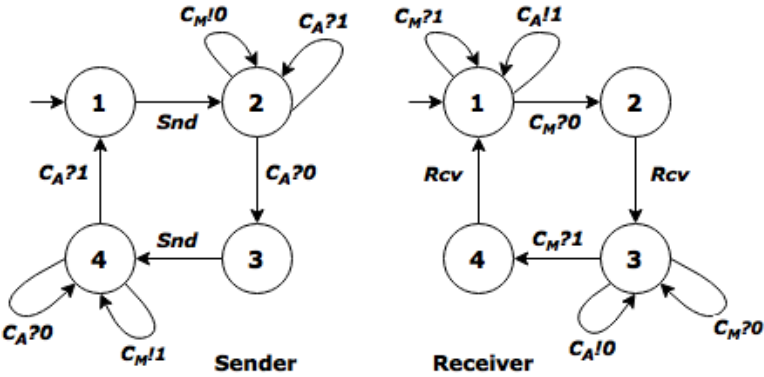 C_M!0
C_A?1
C_M?1
C_A!1
1
Snd
2
1
C_M?0
2
C_A?1
C_A?0
Rcv
Rcv
4
Snd
3
4
C_M?1
3
C_A?0
C_M!1
C_A!0
C_M?0
Sender
Receiver